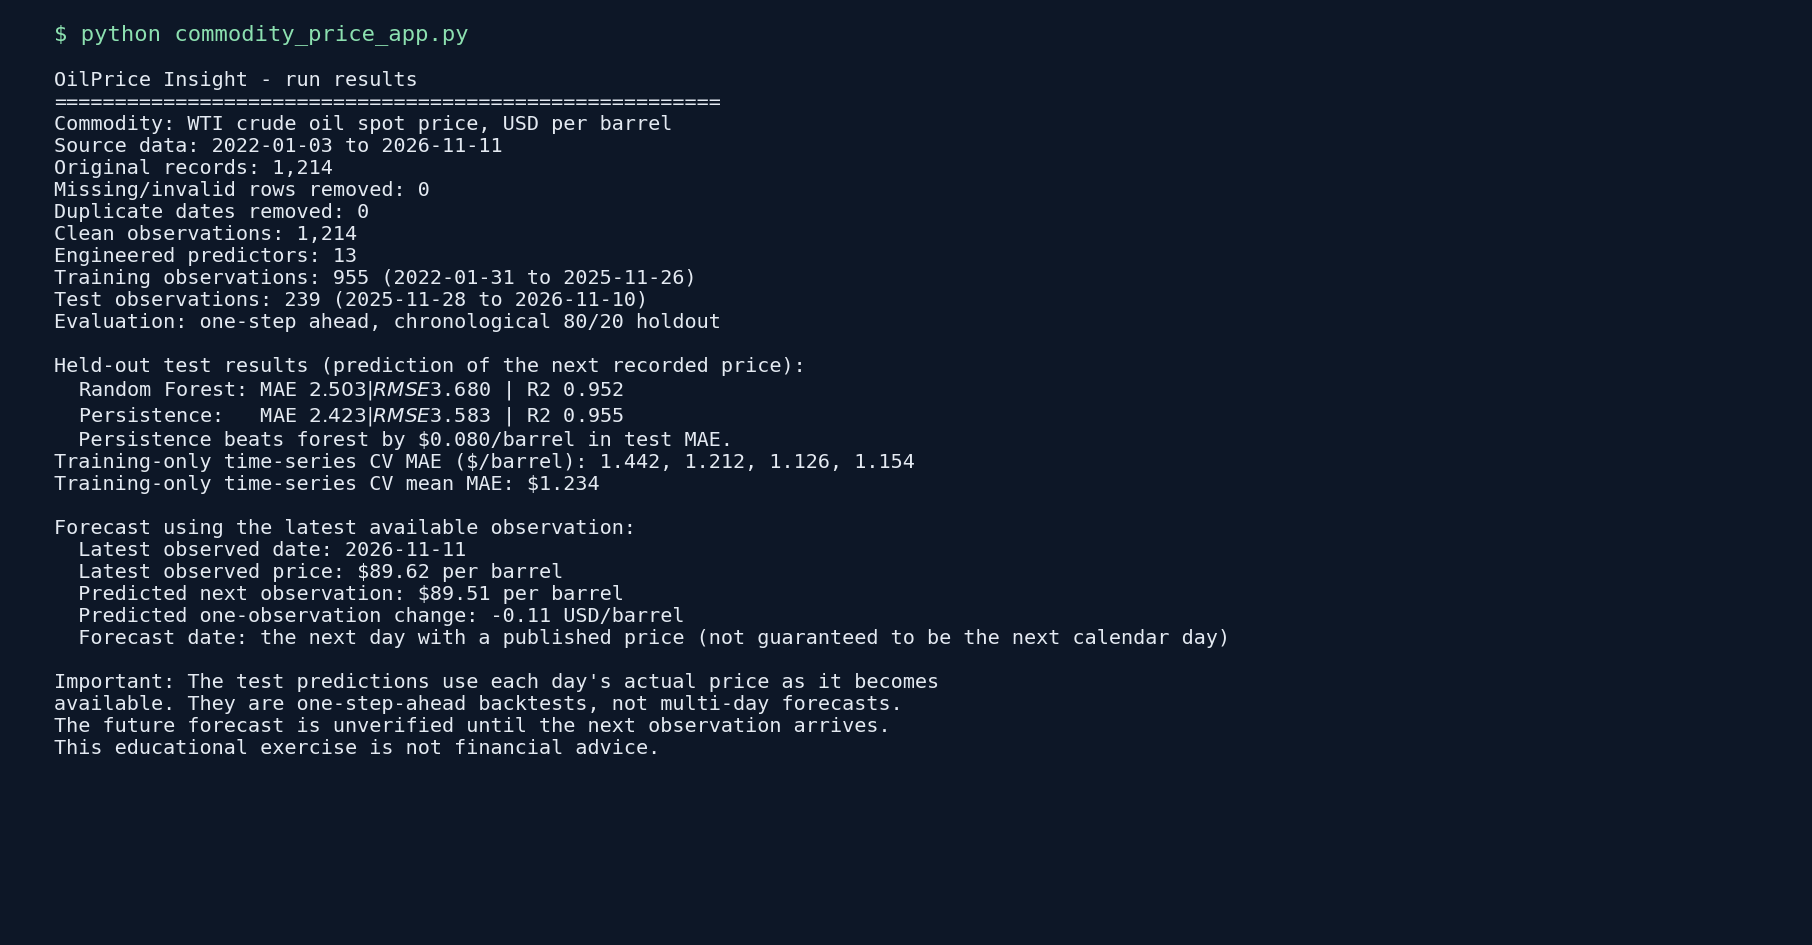 $ python commodity_price_app.py
OilPrice Insight - run results
=======================================================
Commodity: WTI crude oil spot price, USD per barrel
Source data: 2022-01-03 to 2026-11-11
Original records: 1,214
Missing/invalid rows removed: 0
Duplicate dates removed: 0
Clean observations: 1,214
Engineered predictors: 13
Training observations: 955 (2022-01-31 to 2025-11-26)
Test observations: 239 (2025-11-28 to 2026-11-10)
Evaluation: one-step ahead, chronological 80/20 holdout
Held-out test results (prediction of the next recorded price):
Random Forest: MAE 2.503|RMSE3.680 | R2 0.952
Persistence: MAE 2.423|RMSE3.583 | R2 0.955
Persistence beats forest by $0.080/barrel in test MAE.
Training-only time-series CV MAE ($/barrel): 1.442, 1.212, 1.126, 1.154
Training-only time-series CV mean MAE: $1.234
Forecast using the latest available observation:
Latest observed date: 2026-11-11
Latest observed price: $89.62 per barrel
Predicted next observation: $89.51 per barrel
Predicted one-observation change: -0.11 USD/barrel
Forecast date: the next day with a published price (not guaranteed to be the next calendar day)
Important: The test predictions use each day's actual price as it becomes
available. They are one-step-ahead backtests, not multi-day forecasts.
The future forecast is unverified until the next observation arrives.
This educational exercise is not financial advice.